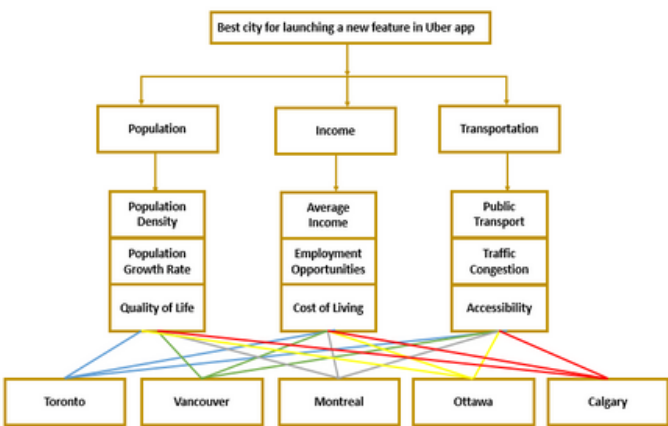 Best city for launching a new feature in Uber app
Population
Income
Transportation
Population
Density
Population
Growth Rate
Quality of Life
Average
Income
Employment
Opportunities
Cost of Living
Public
Transport
Traffic
Congestion
Accessibility
Toronto
Vancouver
Montreal
Ottawa
Calgary